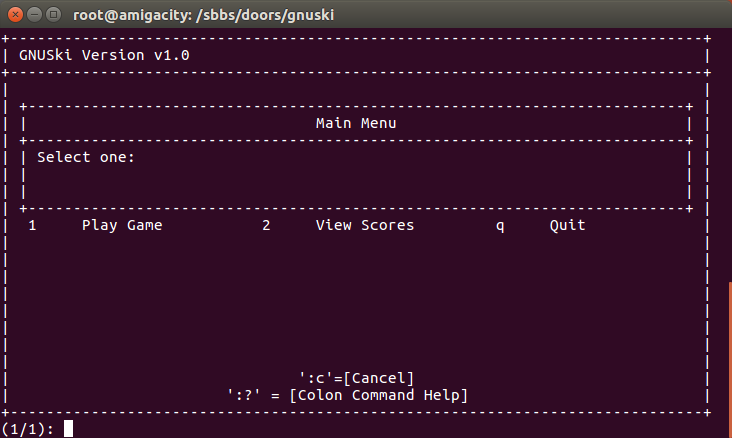 root@amigacity: /sbbs/doors/gnuski
GNUSki Version v1.0
Main Menu
Select one:
1 Play Game 2 View Scores q Quit
':c'=[Cancel]
':?' = [Colon Command Help]
(1/1):